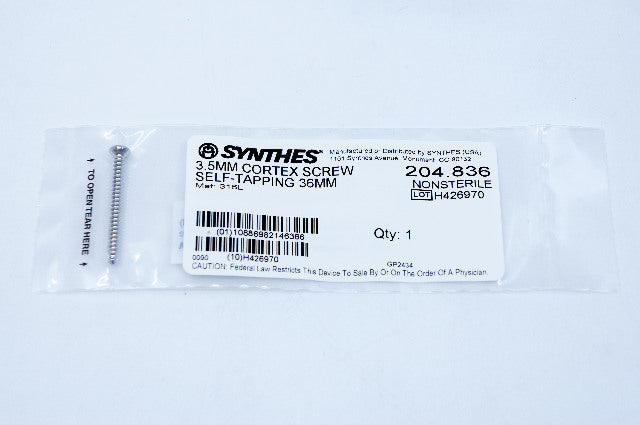 SYNTHES®
Manufactured or Distributed by SYNTHES (USA)
1101 Synthes Avenue, Monument, CO 80132
3.5MM CORTEX SCREW
SELF-TAPPING 36MM
Mat: 316L
204.836
NONSTERILE
LOT H426970
(01)10886982146366
Qty: 1
0090 (10)H426970
GP2434
CAUTION: Federal Law Restricts This Device To Sale By Or On The Order Of A Physician.
TO OPEN TEAR HERE